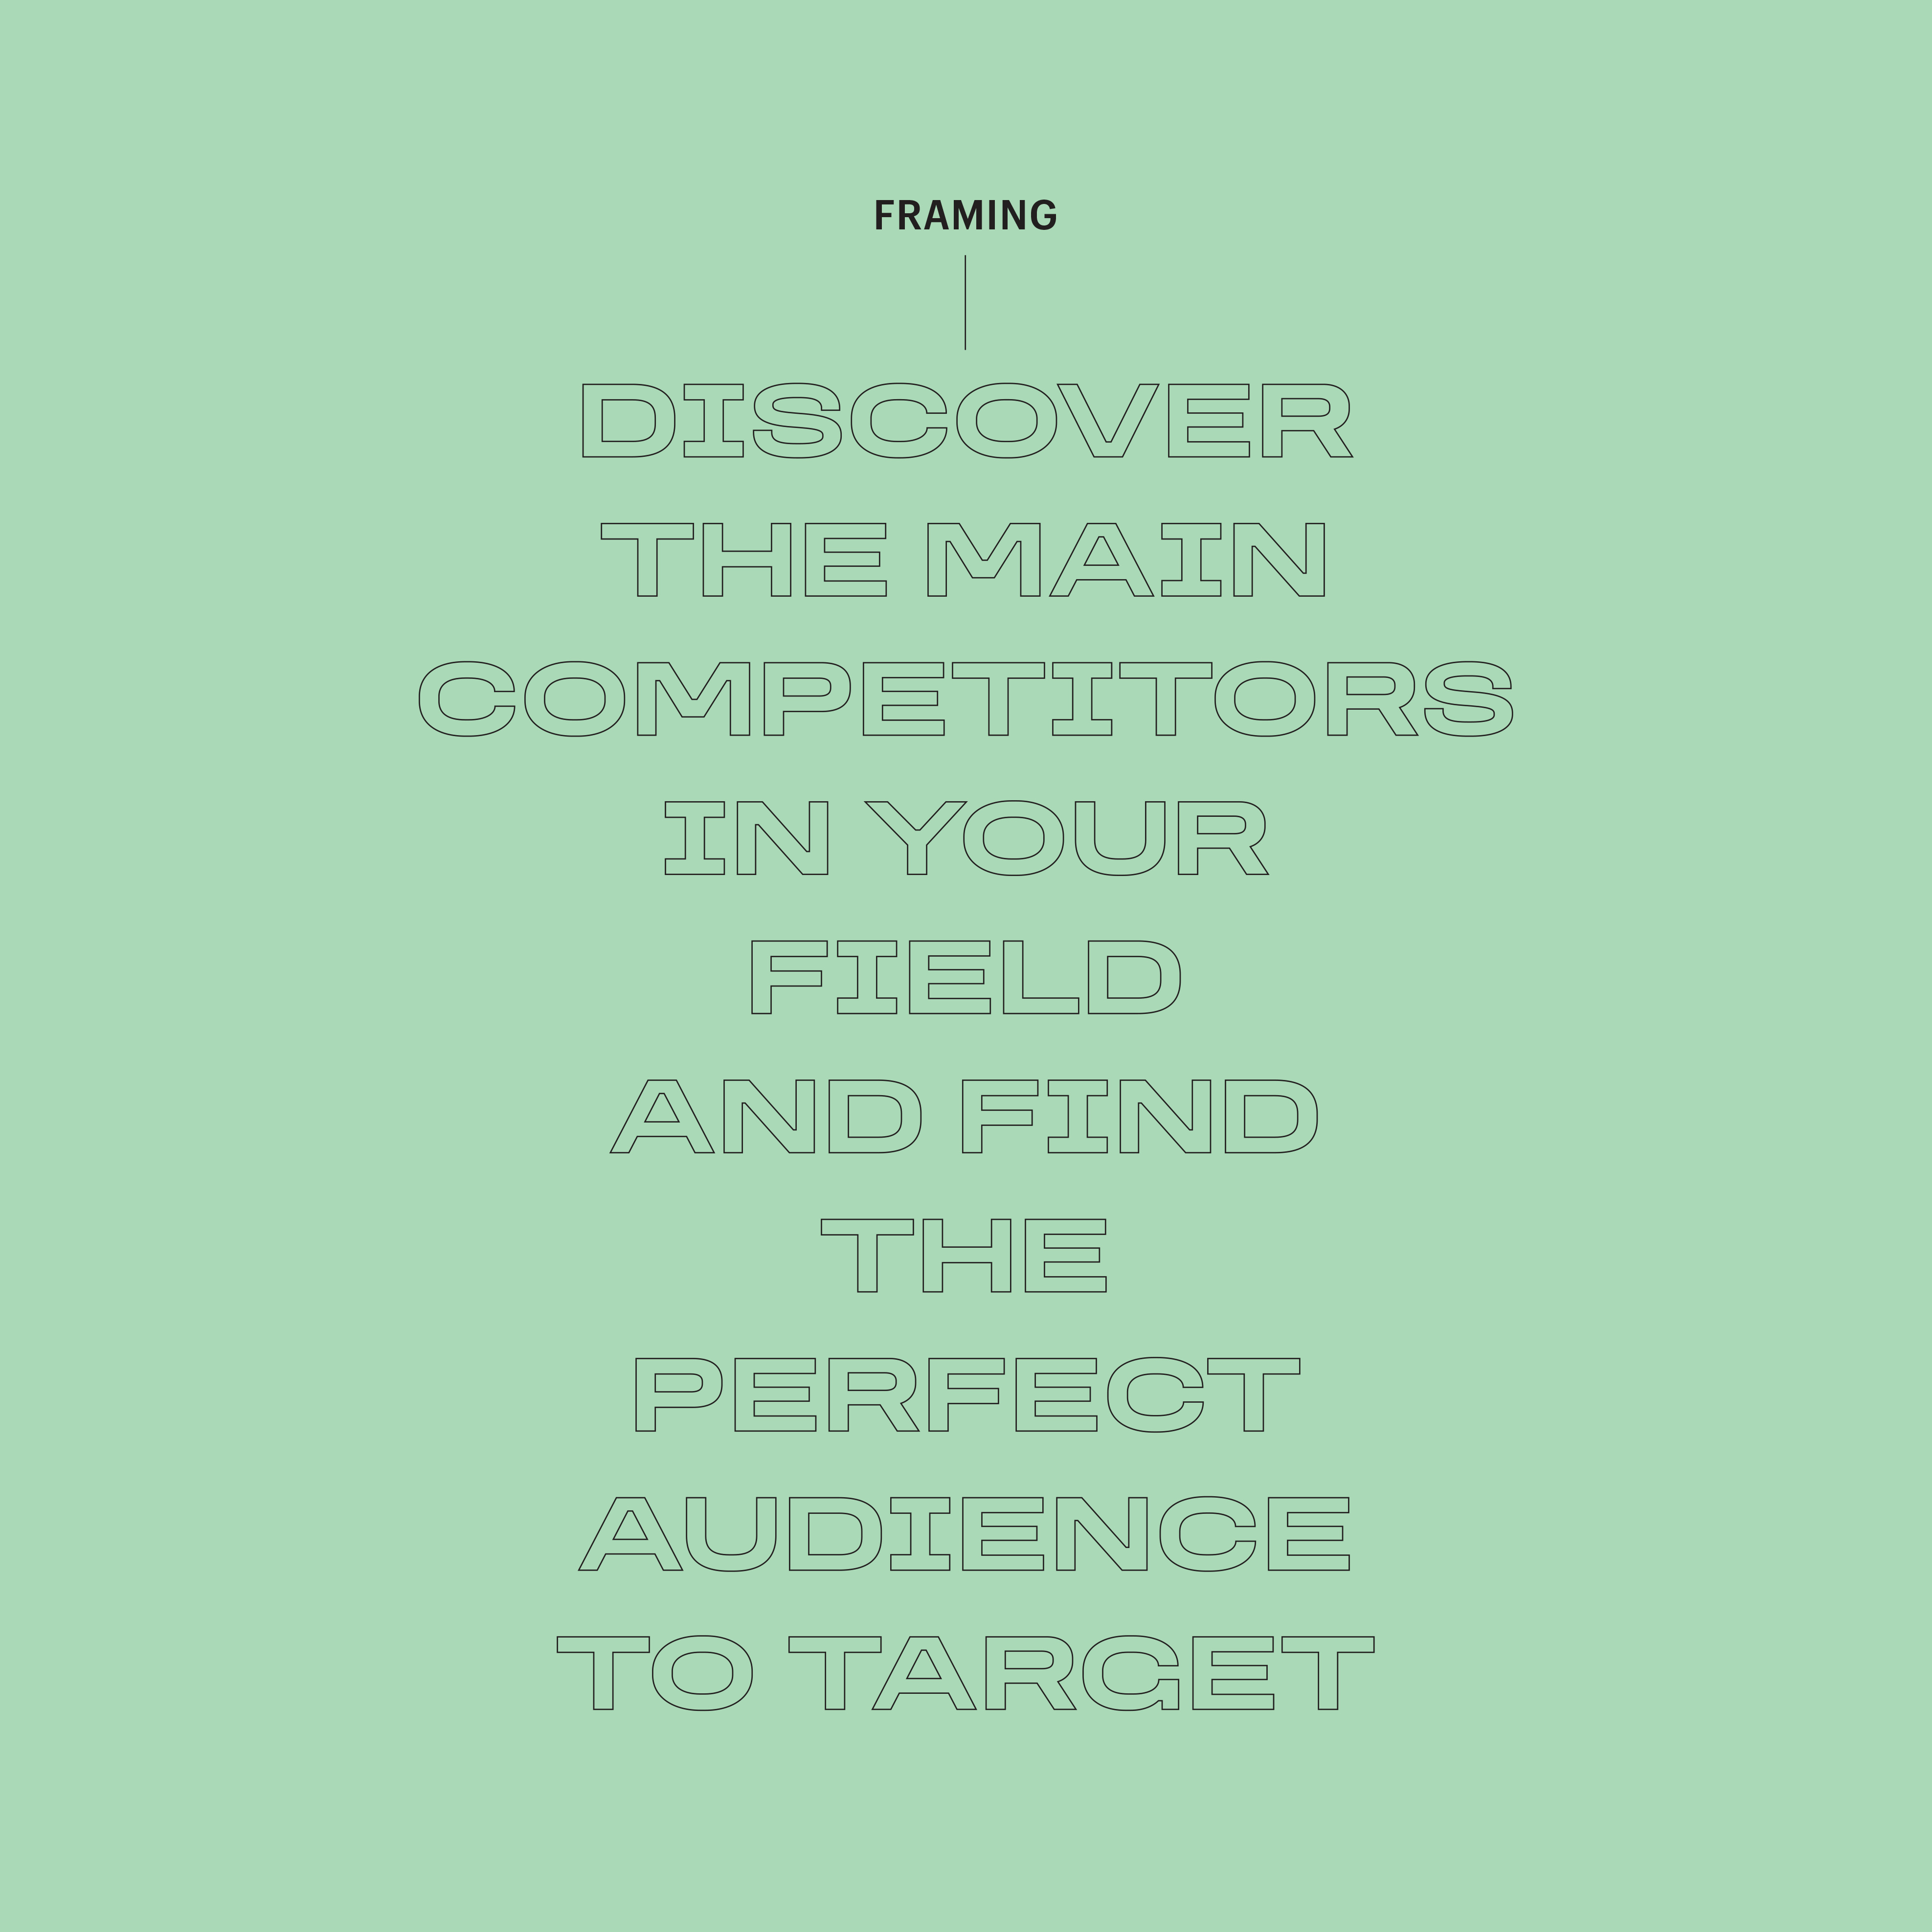 FRAMING
DISCOVER
THE MAIN
COMPETITORS
IN YOUR
FIELD
AND FIND
THE
PERFECT
AUDIENCE
TO TARGET